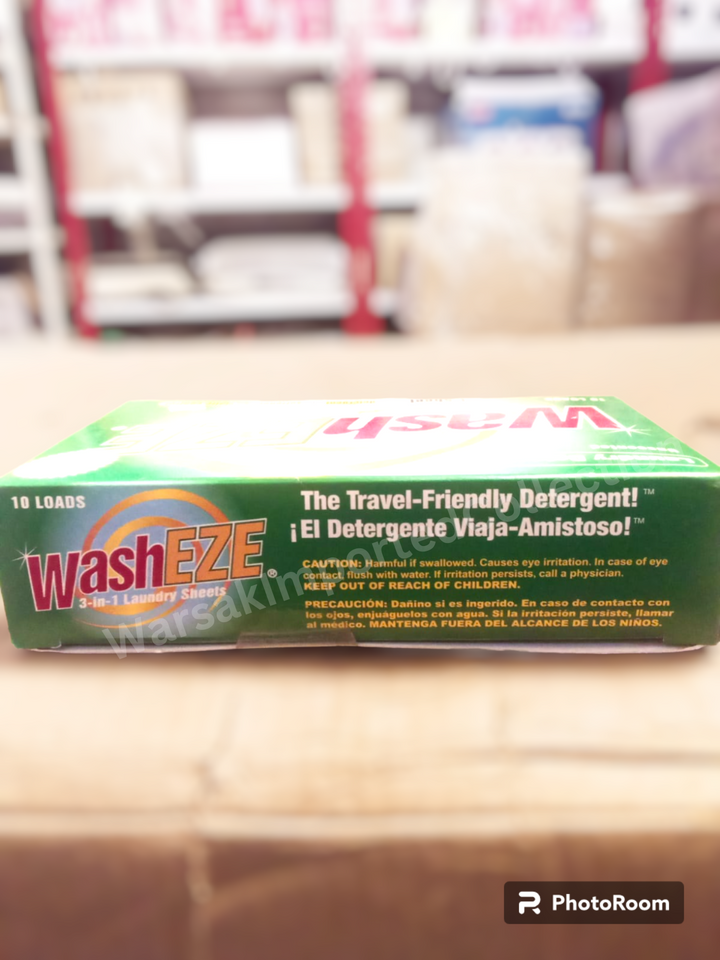 Wash
10 LOADS
WashEZE®
3-in-1 Laundry Sheets
The Travel-Friendly Detergent!™
¡El Detergente Viaja-Amistoso!™
CAUTION: Harmful if swallowed. Causes eye irritation. In case of eye
contact, flush with water. If irritation persists, call a physician.
KEEP OUT OF REACH OF CHILDREN.
PRECAUCIÓN: Dañino si es ingerido. En caso de contacto con
los ojos, enjuáguelos con agua. Si la irritación persiste, llamar
al médico. MANTENGA FUERA DEL ALCANCE DE LOS NIÑOS.
WarsakImportedCollecti
PhotoRoom